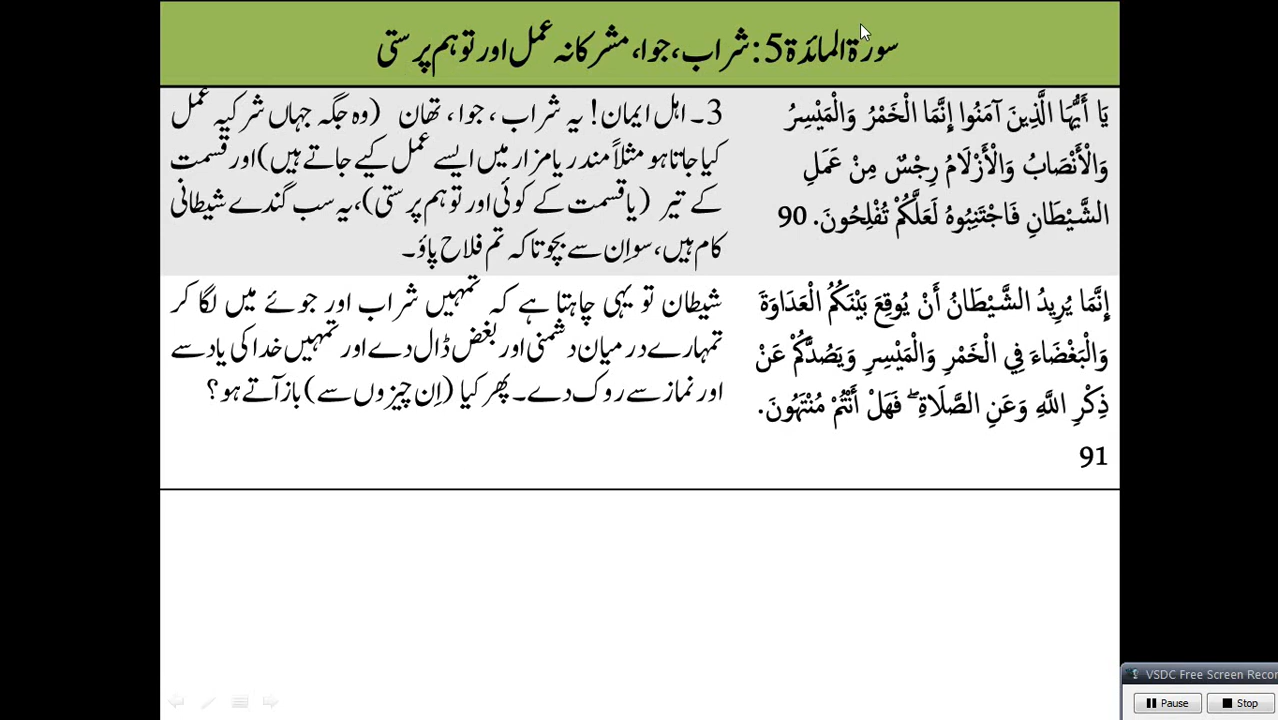 سورۃ المائدۃ 5: شراب، جوا، مشرکانہ عمل اور توہم پرستی
يَا أَيُّهَا الَّذِينَ آمَنُوا إِنَّمَا الْخَمْرُ وَالْمَيْسِرُ
وَالْأَنْصَابُ وَالْأَزْلَامُ رِجْسٌ مِنْ عَمَلِ
الشَّيْطَانِ فَاجْتَنِبُوهُ لَعَلَّكُمْ تُفْلِحُونَ. 90
3۔ اہل ایمان! یہ شراب، جوا، تھان (وہ جگہ جہاں شرکیہ عمل
کیا جاتا ہو مثلاً مندر یا مزار میں ایسے عمل کیے جاتے ہیں) اور قسمت
کے تیر (یا قسمت کے کوئی اور توہم پرستی)، یہ سب گندے شیطانی
کام ہیں، سو اِن سے بچو تاکہ تم فلاح پاؤ۔
إِنَّمَا يُرِيدُ الشَّيْطَانُ أَنْ يُوقِعَ بَيْنَكُمُ الْعَدَاوَةَ
وَالْبَغْضَاءَ فِي الْخَمْرِ وَالْمَيْسِرِ وَيَصُدَّكُمْ عَنْ
ذِكْرِ اللَّهِ وَعَنِ الصَّلَاةِ ۖ فَهَلْ أَنْتُمْ مُنْتَهُونَ.
91
شیطان تو یہی چاہتا ہے کہ تمہیں شراب اور جوئے میں لگا کر
تمہارے درمیان دشمنی اور بغض ڈال دے اور تمہیں خدا کی یاد سے
اور نماز سے روک دے۔ پھر کیا (اِن چیزوں سے) باز آتے ہو؟
VSDC Free Screen Recor
Pause
Stop